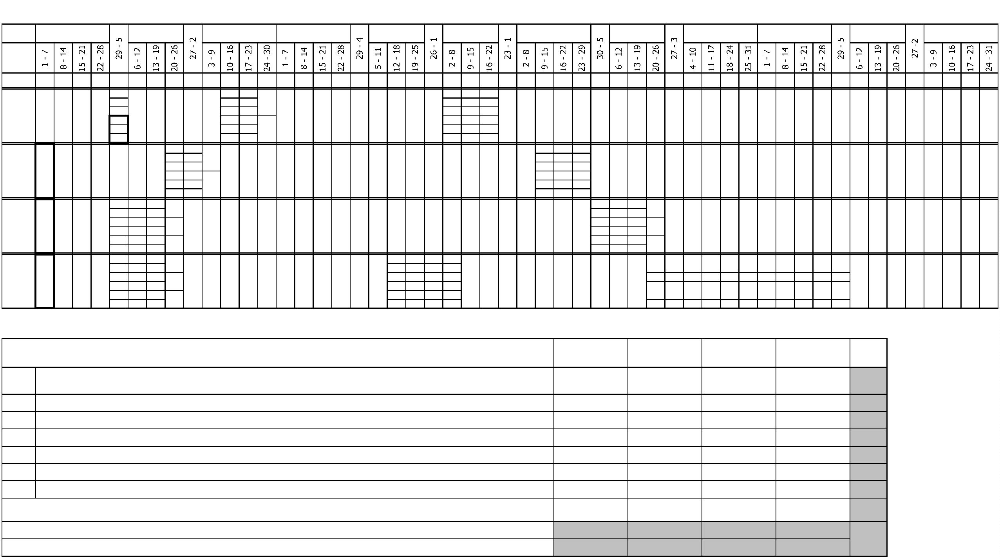 1 - 7
8 - 14
15 - 21
22 - 28
29 - 5
6 - 12
13 - 19
20 - 26
27 - 2
3 - 9
10 - 16
17 - 23
24 - 30
1 - 7
8 - 14
15 - 21
22 - 28
29 - 4
5 - 11
12 - 18
19 - 25
26 - 1
2 - 8
9 - 15
16 - 22
23 - 1
2 - 8
9 - 15
16 - 22
23 - 29
30 - 5
6 - 12
13 - 19
20 - 26
27 - 3
4 - 10
11 - 17
18 - 24
25 - 31
1 - 7
8 - 14
15 - 21
22 - 28
29 - 5
6 - 12
13 - 19
20 - 26
27 - 2
3 - 9
10 - 16
17 - 23
24 - 31